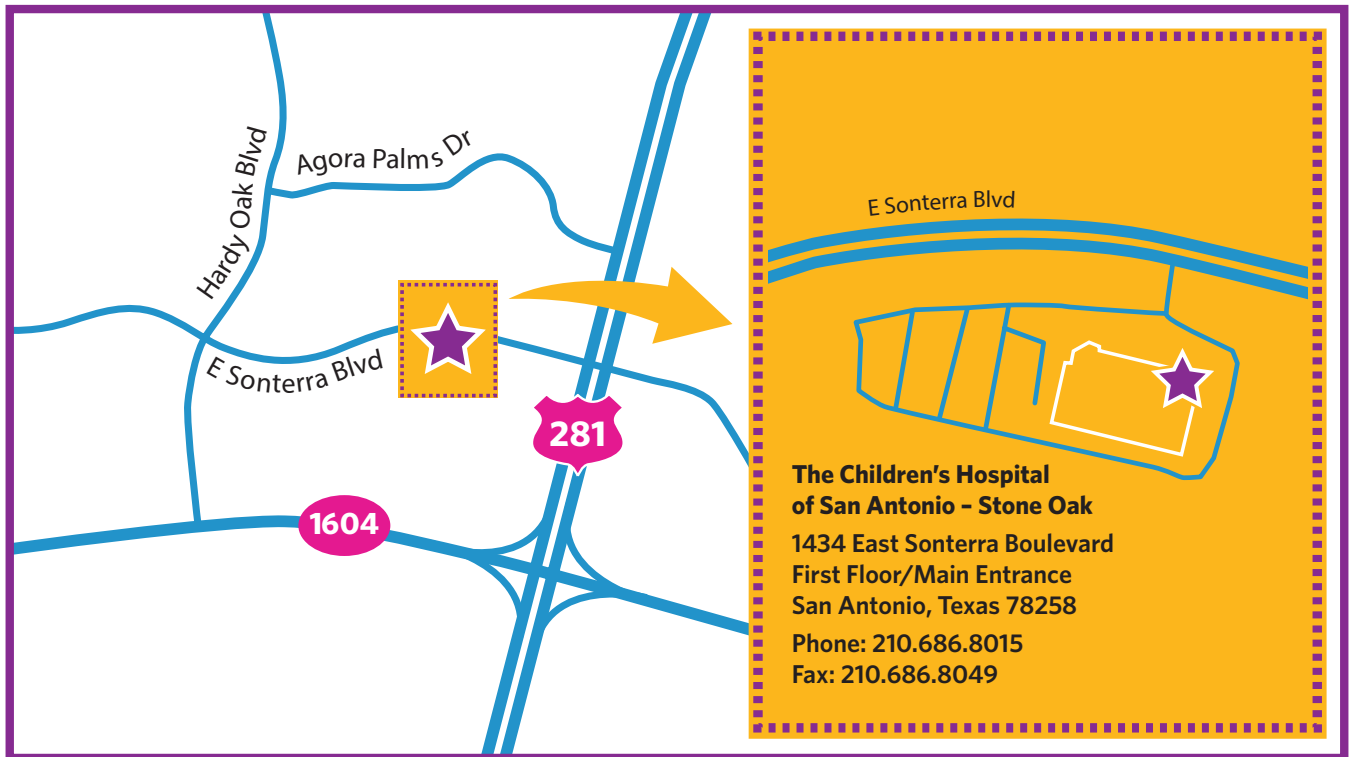 Hardy Oak Blvd
Agora Palms Dr
E Sonterra Blvd
281
1604
E Sonterra Blvd
The Children’s Hospital
of San Antonio – Stone Oak
1434 East Sonterra Boulevard
First Floor/Main Entrance
San Antonio, Texas 78258
Phone: 210.686.8015
Fax: 210.686.8049